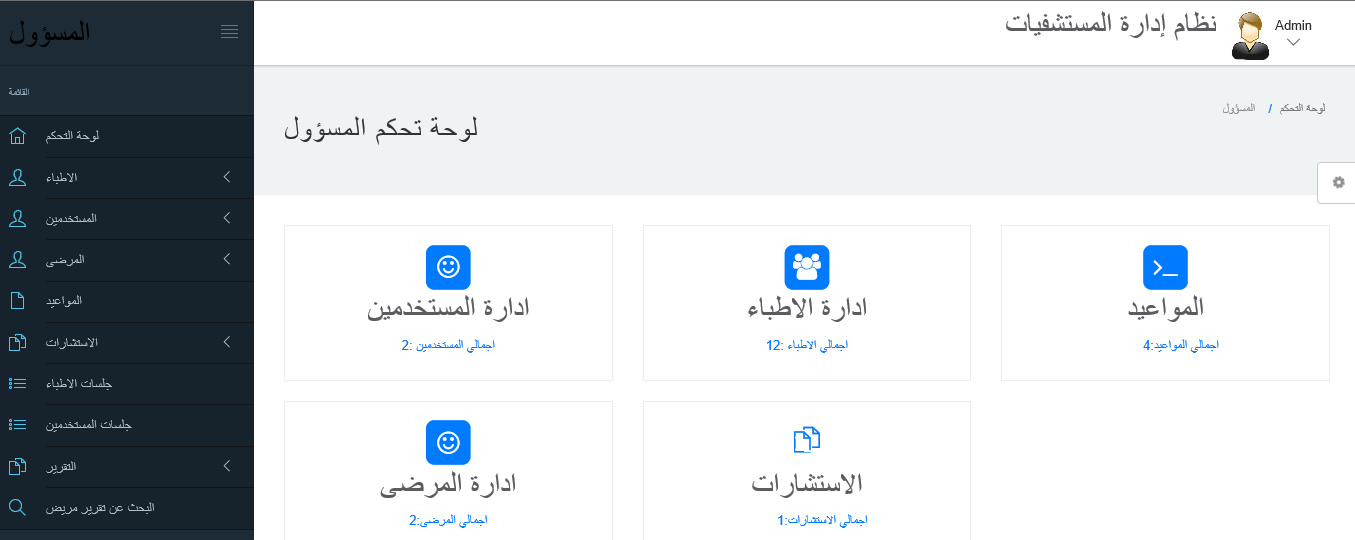 المسؤول
القائمة
لوحة التحكم
الاطباء
المستخدمين
المرضى
المواعيد
الاستشارات
جلسات الاطباء
جلسات المستخدمين
التقرير
البحث عن تقرير مريض
نظام إدارة المستشفيات
Admin
لوحة تحكم المسؤول
لوحة التحكم / المسؤول
ادارة المستخدمين
اجمالي المستخدمين :2
ادارة الاطباء
اجمالي الاطباء :12
المواعيد
اجمالي المواعيد:4
ادارة المرضى
اجمالي المرضى:2
الاستشارات
اجمالي الاستشارات:1